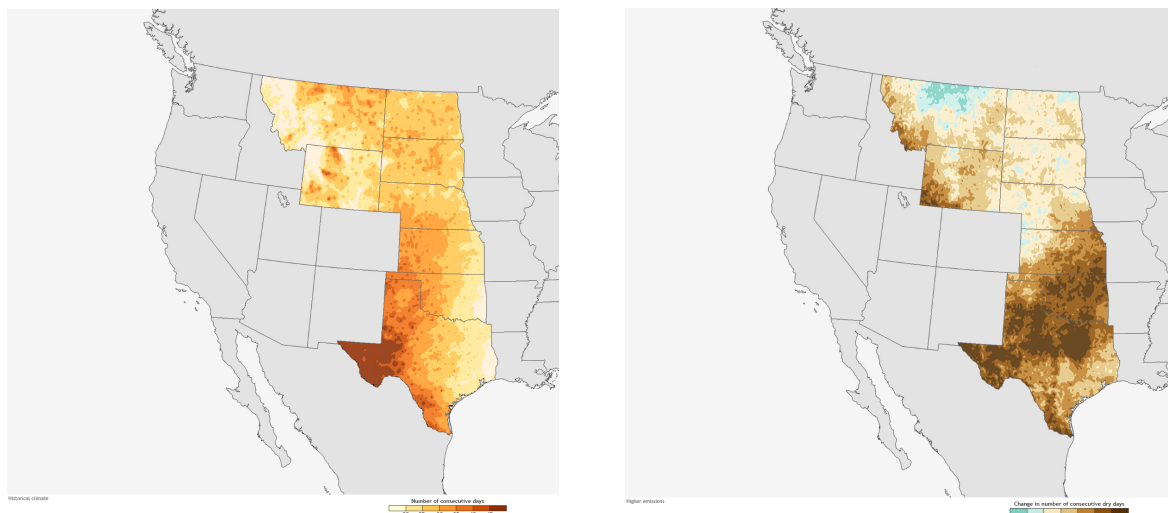 Historical climate
Number of consecutive days
Higher emissions
Change in number of consecutive dry days